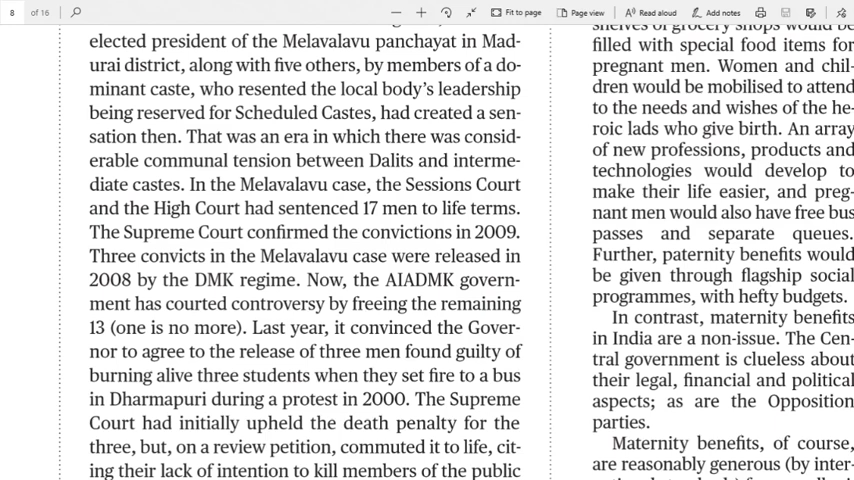 8 of 16
Fit to page
Page view
Read aloud
Add notes
elected president of the Melavalavu panchayat in Mad-
urai district, along with five others, by members of a do-
minant caste, who resented the local body's leadership
being reserved for Scheduled Castes, had created a sen-
sation then. That was an era in which there was consid-
erable communal tension between Dalits and interme-
diate castes. In the Melavalavu case, the Sessions Court
and the High Court had sentenced 17 men to life terms.
The Supreme Court confirmed the convictions in 2009.
Three convicts in the Melavalavu case were released in
2008 by the DMK regime. Now, the AIADMK govern-
ment has courted controversy by freeing the remaining
13 (one is no more). Last year, it convinced the Gover-
nor to agree to the release of three men found guilty of
burning alive three students when they set fire to a bus
in Dharmapuri during a protest in 2000. The Supreme
Court had initially upheld the death penalty for the
three, but, on a review petition, commuted it to life, cit-
ing their lack of intention to kill members of the public
shelves of grocery shops would be
filled with special food items for
pregnant men. Women and chil-
dren would be mobilised to attend
to the needs and wishes of the he-
roic lads who give birth. An array
of new professions, products and
technologies would develop to
make their life easier, and preg-
nant men would also have free bus
passes and separate queues.
Further, paternity benefits would
be given through flagship social
programmes, with hefty budgets.
In contrast, maternity benefits
in India are a non-issue. The Cen-
tral government is clueless about
their legal, financial and political
aspects; as are the Opposition
parties.
Maternity benefits, of course,
are reasonably generous (by inter-